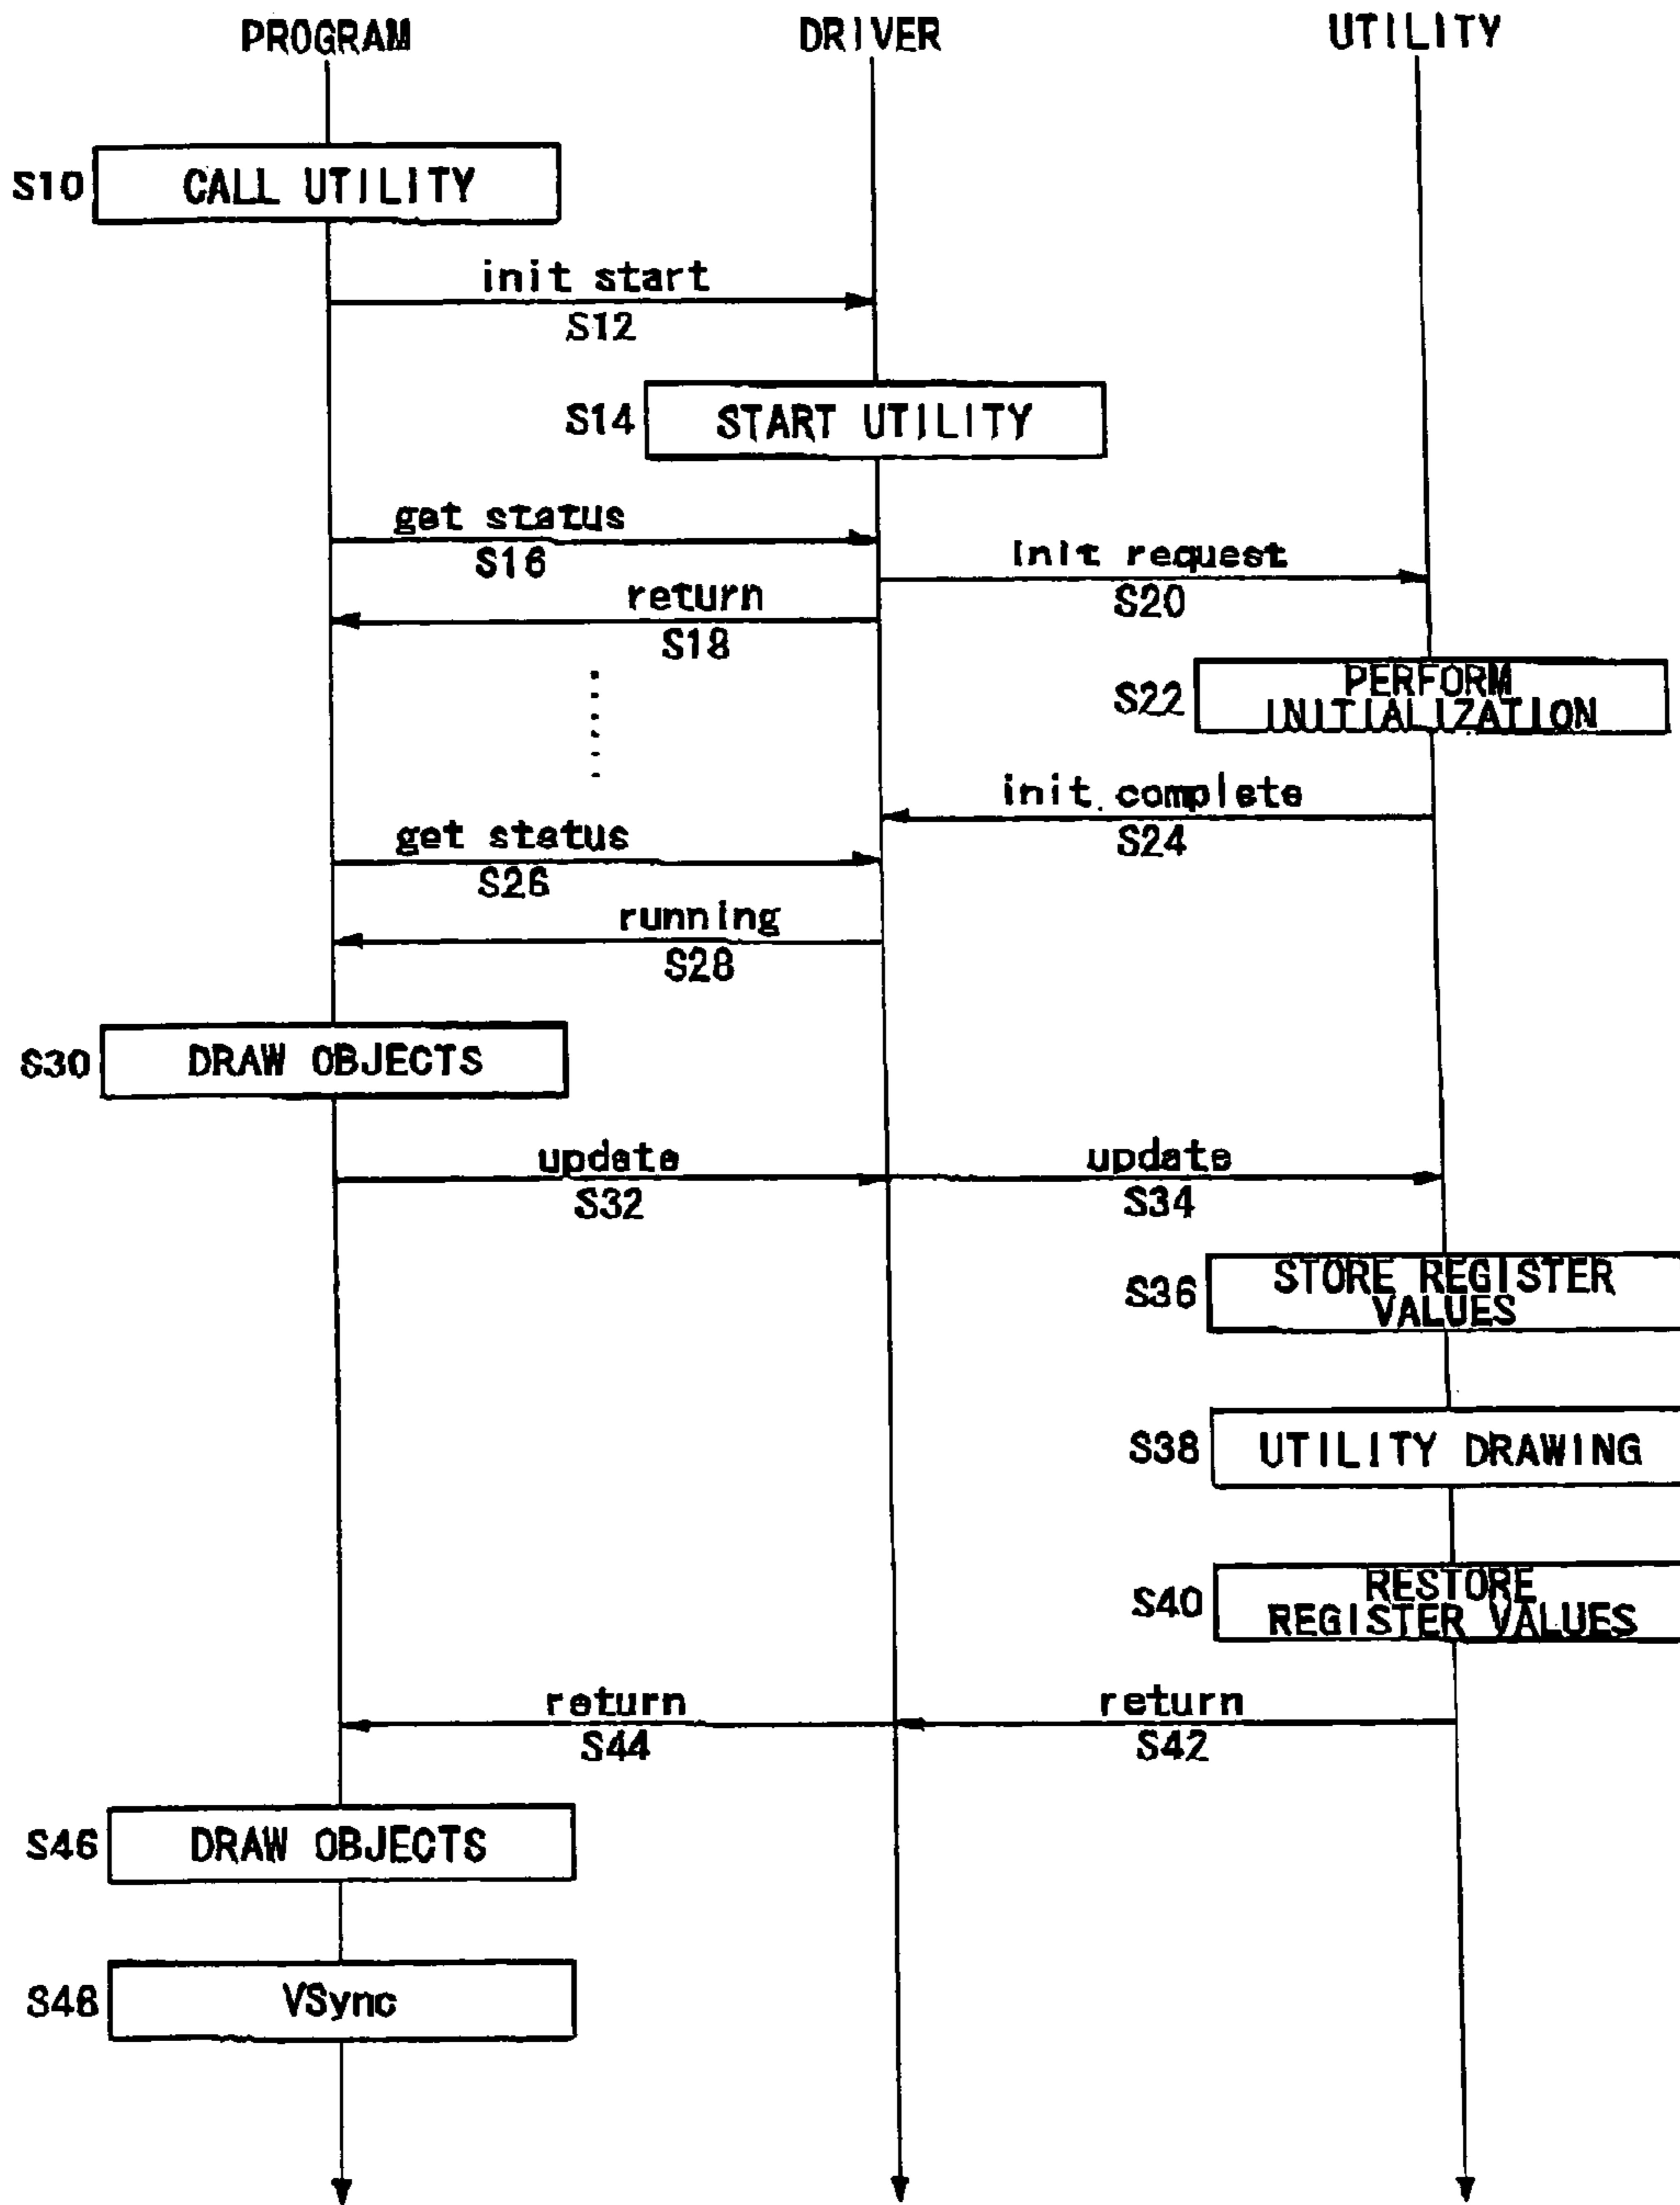 PROGRAM DRIVER UTILITY
S10 CALL UTILITY
init start
S12
S14 START UTILITY
get status
S16
init request
S20
return
S18
S22 PERFORM
INITIALIZATION
init complete
S24
get status
S26
running
S28
S30 DRAW OBJECTS
update update
S32 S34
S36 STORE REGISTER
VALUES
S38 UTILITY DRAWING
S40 RESTORE
REGISTER VALUES
return return
S44 S42
S46 DRAW OBJECTS
S48 VSync